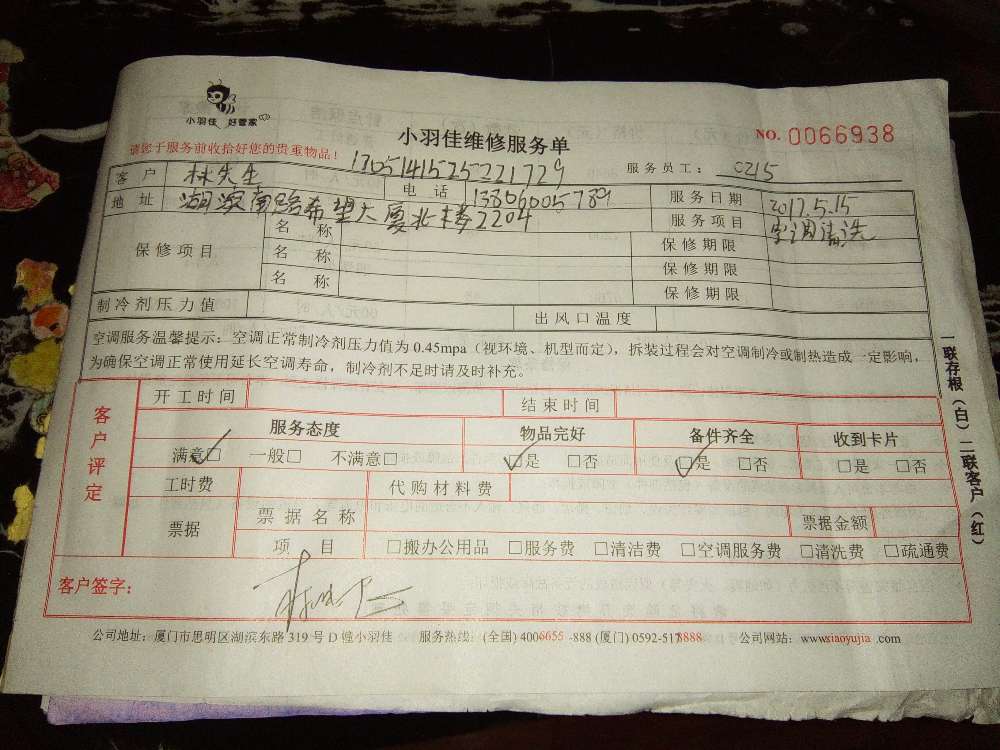 小羽佳 好管家
小羽佳维修服务单
NO. 0066938
请您于服务前收拾好您的贵重物品！
17051415252221729
服务员工： 0215
客户 林先生 电话 13806005789 服务日期 2017.5.15
地址 湖滨南路希望大厦北楼2204 服务项目 空调清洗
保修项目 名称 保修期限
名称 保修期限
名称 保修期限
制冷剂压力值 出风口温度
空调服务温馨提示：空调正常制冷剂压力值为 0.45mpa（视环境、机型而定），拆装过程会对空调制冷或制热造成一定影响，
为确保空调正常使用延长空调寿命，制冷剂不足时请及时补充。
客户评定
开工时间 结束时间
服务态度 物品完好 备件齐全 收到卡片
满意□ 一般□ 不满意□ □是 □否 □是 □否 □是 □否
工时费 代购材料费
票据 票据名称 票据金额
项目 □搬办公用品 □服务费 □清洁费 □空调服务费 □清洗费 □疏通费
客户签字：
公司地址：厦门市思明区湖滨东路 319 号 D 幢小羽佳 服务热线：(全国) 4006655 -888 (厦门) 0592-5178888 公司网站： www.xiaoyujia .com
一联存根（白）二联客户（红）